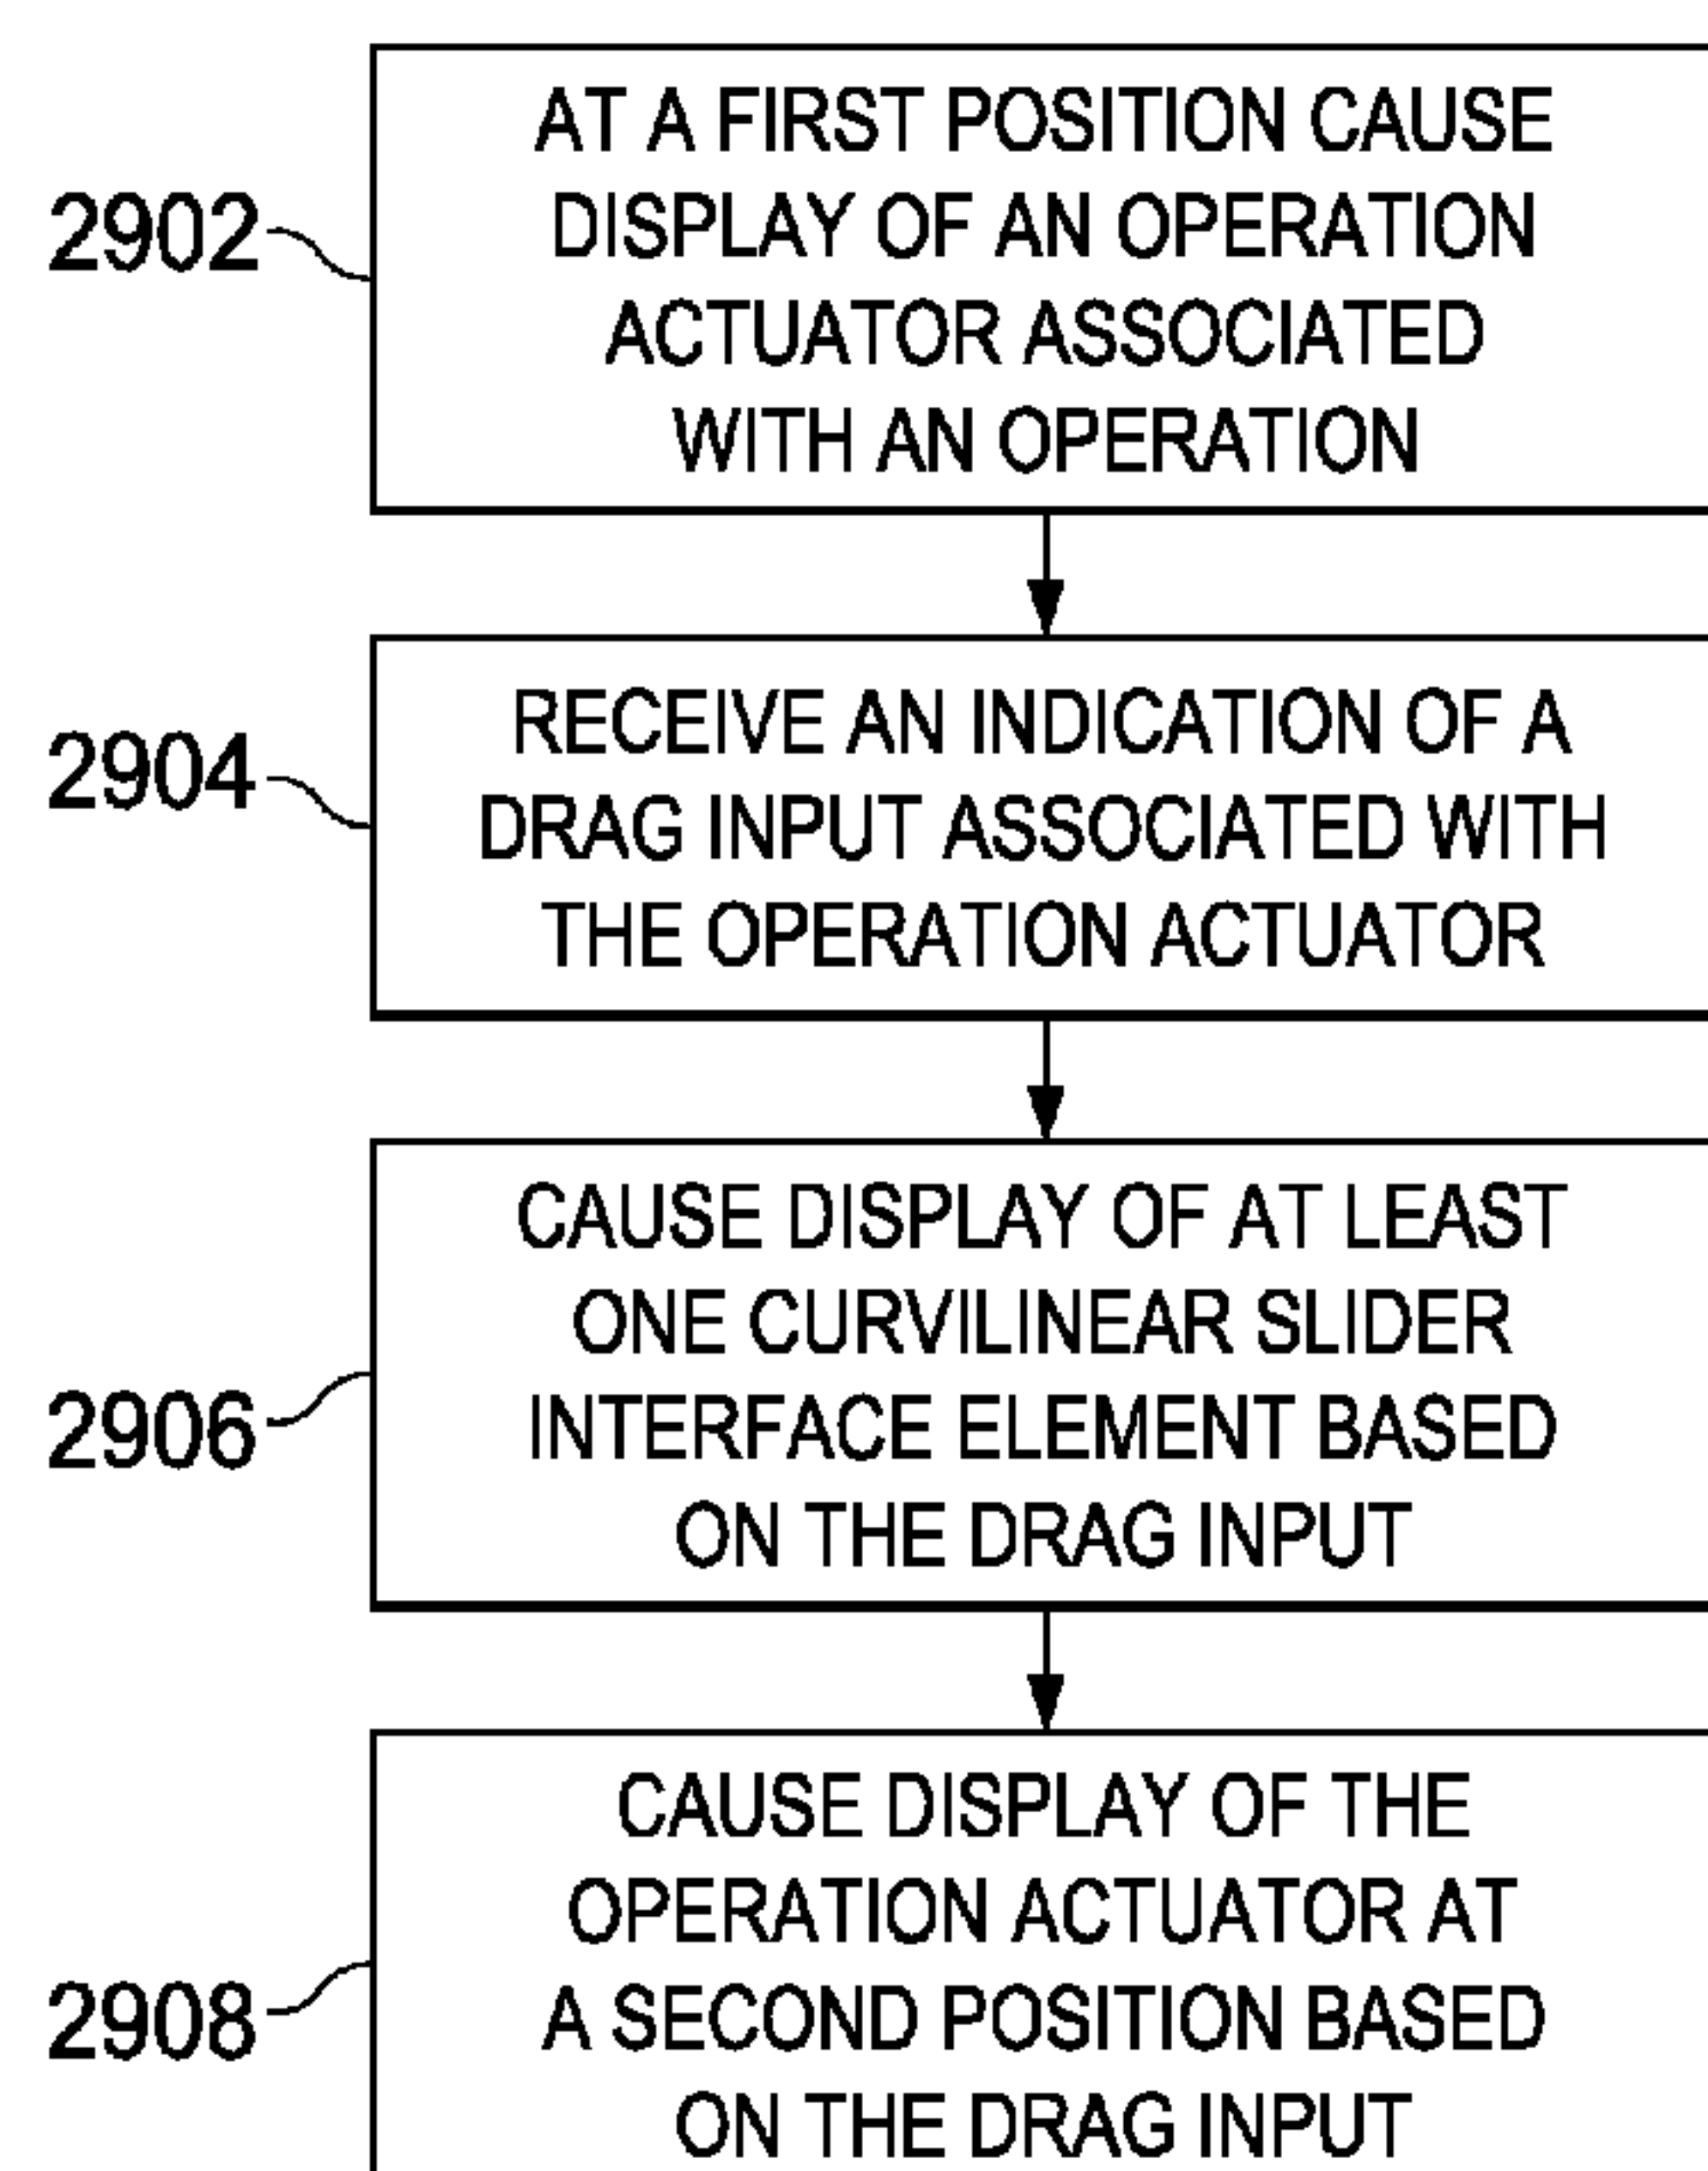 AT A FIRST POSITION CAUSE
DISPLAY OF AN OPERATION
ACTUATOR ASSOCIATED
WITH AN OPERATION
2902
RECEIVE AN INDICATION OF A
DRAG INPUT ASSOCIATED WITH
THE OPERATION ACTUATOR
2904
CAUSE DISPLAY OF AT LEAST
ONE CURVILINEAR SLIDER
INTERFACE ELEMENT BASED
ON THE DRAG INPUT
2906
CAUSE DISPLAY OF THE
OPERATION ACTUATOR AT
A SECOND POSITION BASED
ON THE DRAG INPUT
2908